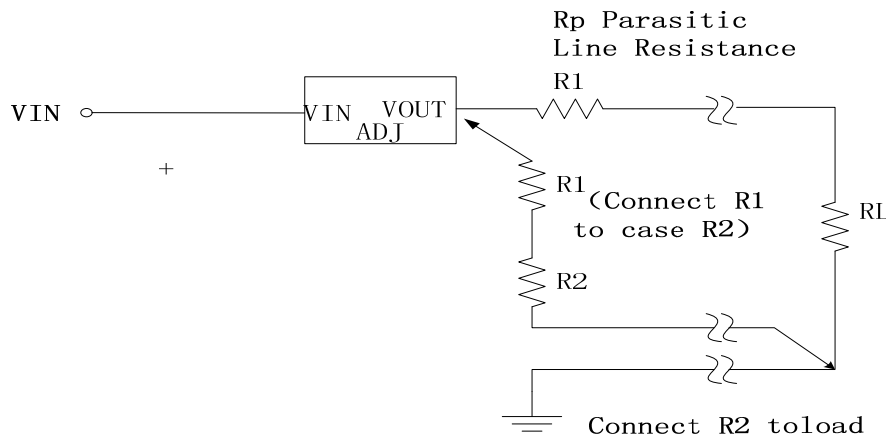 Rp Parasitic
Line Resistance
R1
VIN
VIN
VOUT
ADJ
+
R1
(Connect R1
to case R2)
RL
R2
Connect R2 toload